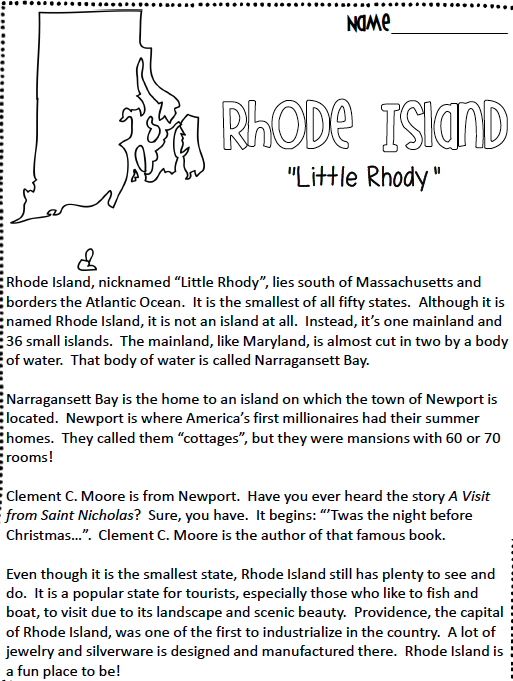 Name
Rhode Island
"Little Rhody"
Rhode Island, nicknamed “Little Rhody”, lies south of Massachusetts and
borders the Atlantic Ocean.  It is the smallest of all fifty states.  Although it is
named Rhode Island, it is not an island at all.  Instead, it’s one mainland and
36 small islands.  The mainland, like Maryland, is almost cut in two by a body
of water.  That body of water is called Narragansett Bay.
Narragansett Bay is the home to an island on which the town of Newport is
located.  Newport is where America’s first millionaires had their summer
homes.  They called them “cottages”, but they were mansions with 60 or 70
rooms!
Clement C. Moore is from Newport.  Have you ever heard the story A Visit
from Saint Nicholas?  Sure, you have.  It begins: “’Twas the night before
Christmas…”.  Clement C. Moore is the author of that famous book.
Even though it is the smallest state, Rhode Island still has plenty to see and
do.  It is a popular state for tourists, especially those who like to fish and
boat, to visit due to its landscape and scenic beauty.  Providence, the capital
of Rhode Island, was one of the first to industrialize in the country.  A lot of
jewelry and silverware is designed and manufactured there.  Rhode Island is
a fun place to be!